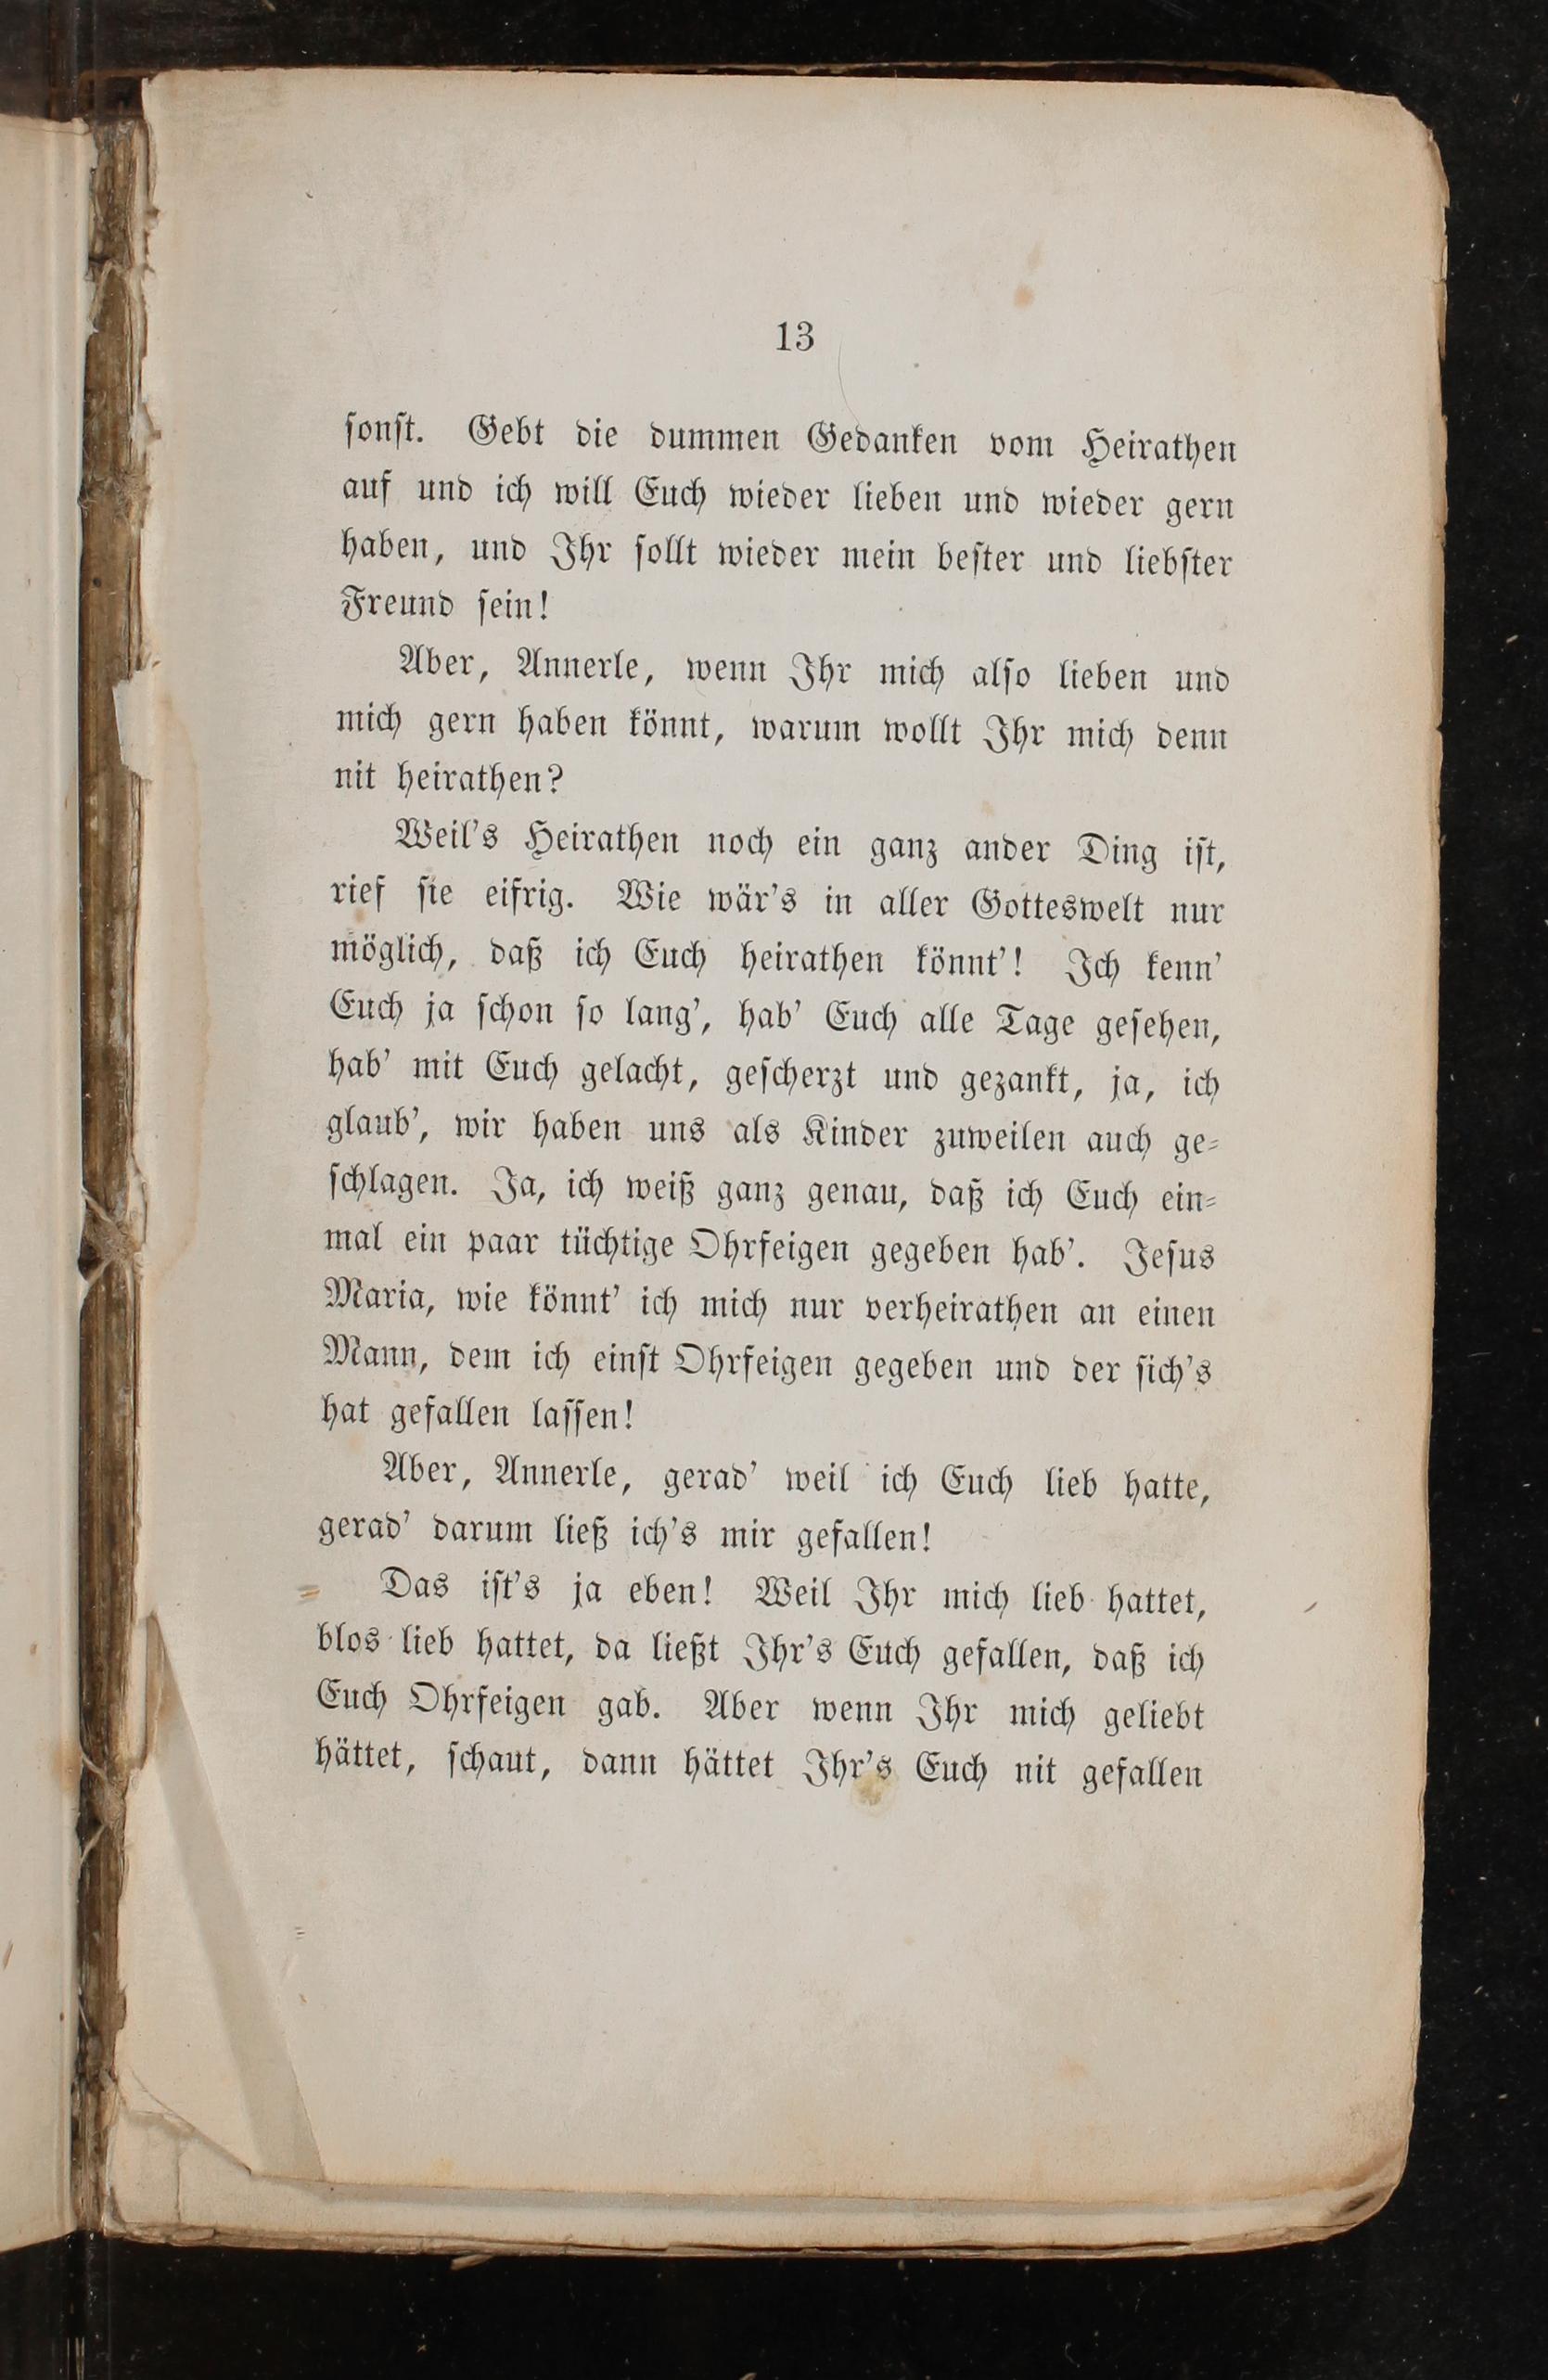 13
sonst. Gebt die dummen Gedanken vom Heirathen
auf und ich will Euch wieder lieben und wieder gern
haben, und Ihr sollt wieder mein bester und liebster
Freund sein!
Aber, Annerle, wenn Ihr mich also lieben und
mich gern haben könnt, warum wollt Ihr mich denn
nit heirathen?
Weil's Heirathen noch ein ganz ander Ding ist,
rief sie eifrig. Wie wär's in aller Gotteswelt nur
möglich, daß ich Euch heirathen könnt'! Ich kenn'
Euch ja schon so lang', hab' Euch alle Tage gesehen,
hab' mit Euch gelacht, gescherzt und gezankt, ja, ich
glaub', wir haben uns als Kinder zuweilen auch ge-
schlagen. Ja, ich weiß ganz genau, daß ich Euch ein-
mal ein paar tüchtige Ohrfeigen gegeben hab'. Jesus
Maria, wie könnt' ich mich nur verheirathen an einen
Mann, dem ich einst Ohrfeigen gegeben und der sich's
hat gefallen lassen!
Aber, Annerle, gerad' weil ich Euch lieb hatte,
gerad' darum ließ ich's mir gefallen!
Das ist's ja eben! Weil Ihr mich lieb hattet,
blos lieb hattet, da ließt Ihr's Euch gefallen, daß ich
Euch Ohrfeigen gab. Aber wenn Ihr mich geliebt
hättet, schaut, dann hättet Ihr's Euch nit gefallen